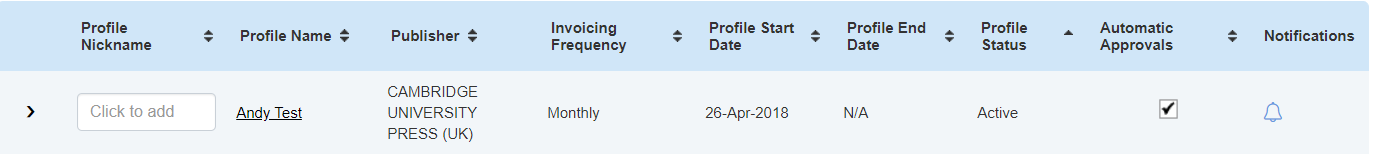 Profile Nickname
Profile Name
Publisher
Invoicing Frequency
Profile Start Date
Profile End Date
Profile Status
Automatic Approvals
Notifications
Click to add
Andy Test
CAMBRIDGE
UNIVERSITY
PRESS (UK)
Monthly
26-Apr-2018
N/A
Active